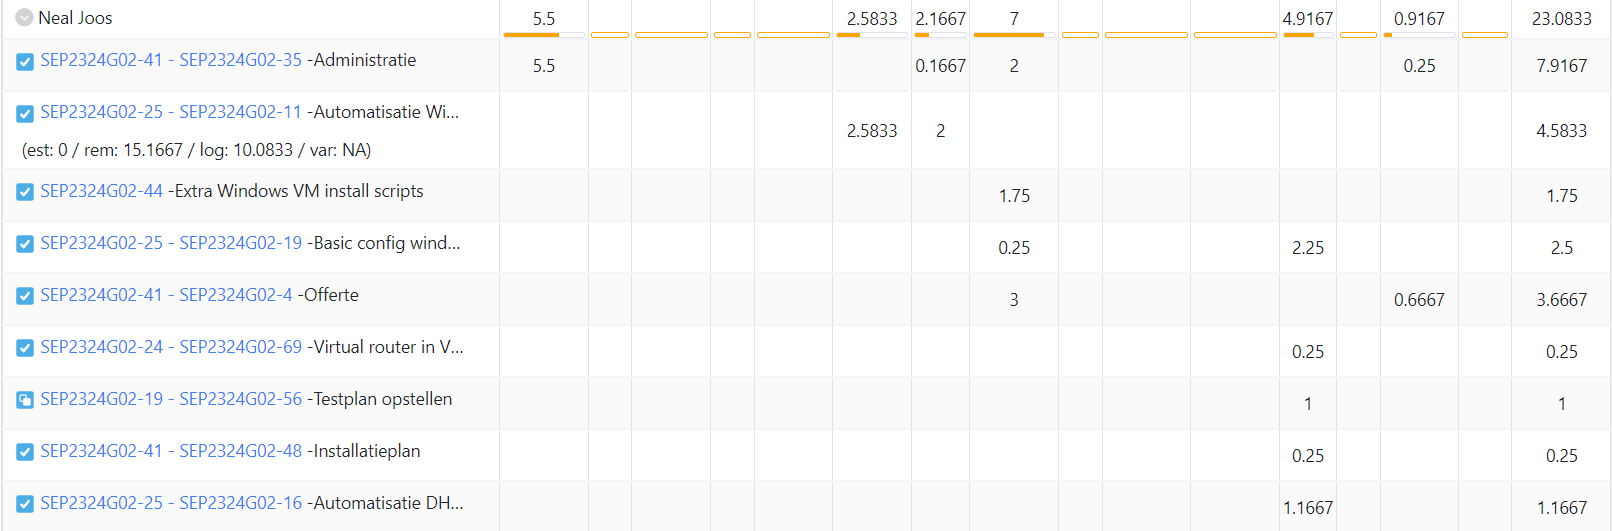 Neal Joos 5.5 2.5833 2.1667 7 4.9167 0.9167 23.0833
SEP2324G02-41 - SEP2324G02-35 -Administratie 5.5 0.1667 2 0.25 7.9167
SEP2324G02-25 - SEP2324G02-11 -Automatisatie Wi...
2.5833 2 4.5833
(est: 0 / rem: 15.1667 / log: 10.0833 / var: NA)
SEP2324G02-44 -Extra Windows VM install scripts 1.75 1.75
SEP2324G02-25 - SEP2324G02-19 -Basic config wind... 0.25 2.25 2.5
SEP2324G02-41 - SEP2324G02-4 -Offerte 3 0.6667 3.6667
SEP2324G02-24 - SEP2324G02-69 -Virtual router in V... 0.25 0.25
SEP2324G02-19 - SEP2324G02-56 -Testplan opstellen 1 1
SEP2324G02-41 - SEP2324G02-48 -Installatieplan 0.25 0.25
SEP2324G02-25 - SEP2324G02-16 -Automatisatie DH... 1.1667 1.1667